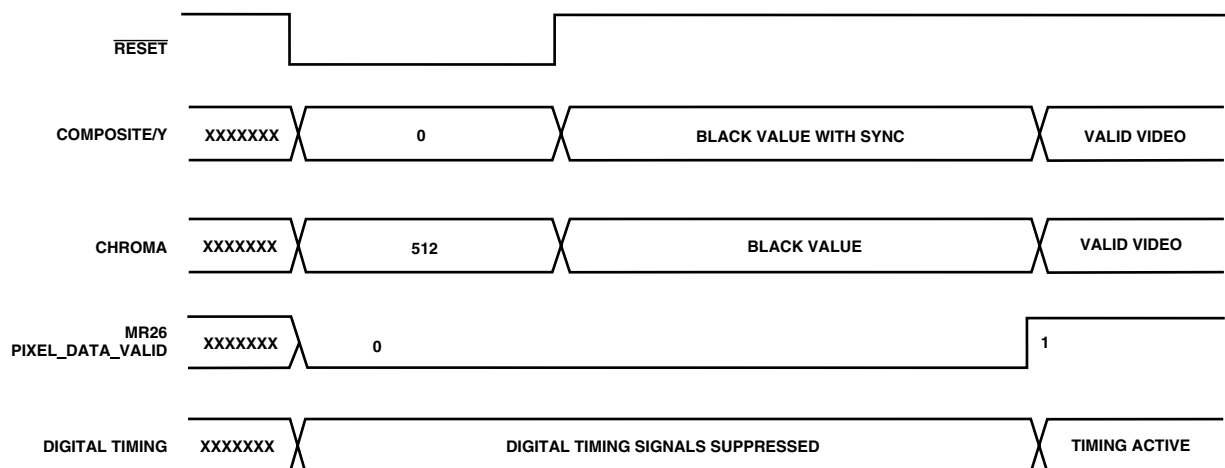 RESET
COMPOSITE/Y XXXXXXX 0 BLACK VALUE WITH SYNC VALID VIDEO
CHROMA XXXXXXX 512 BLACK VALUE VALID VIDEO
MR26
PIXEL_DATA_VALID XXXXXXX 0 1
DIGITAL TIMING XXXXXXX DIGITAL TIMING SIGNALS SUPPRESSED TIMING ACTIVE